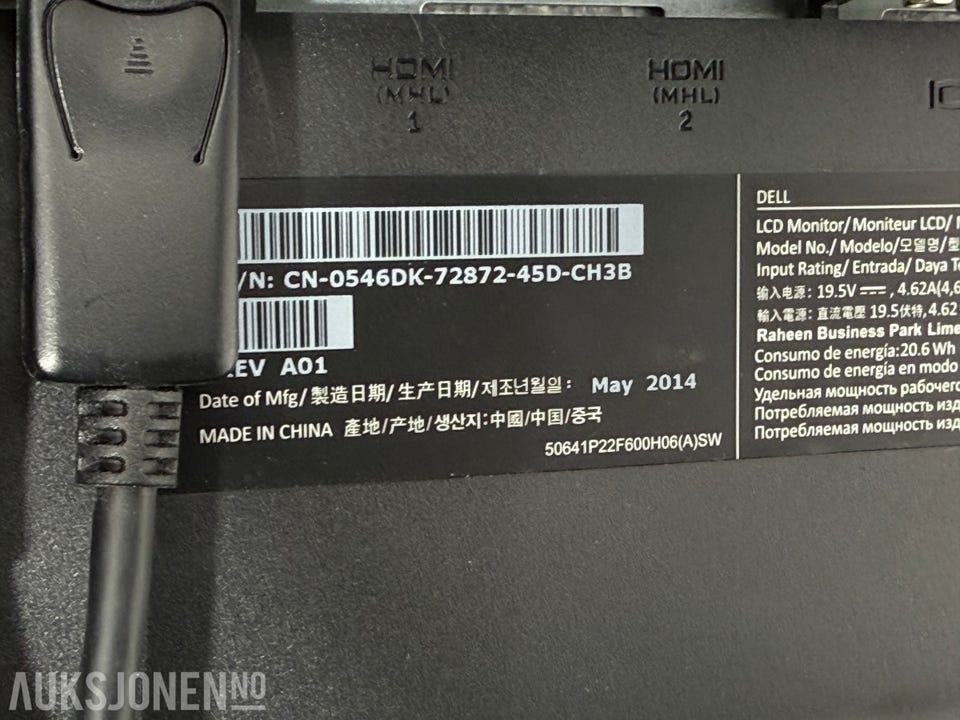 HDMI
(MHL)
1
HDMI
(MHL)
2
/N: CN-0546DK-72872-45D-CH3B
REV A01
Date of Mfg/製造日期/生产日期/제조년월일: May 2014
MADE IN CHINA 產地/产地/생산지:中國/中国/중국
50641P22F600H06(A)SW
DELL
LCD Monitor/Moniteur LCD/
Model No./Modelo/모델명/型
Input Rating/Entrada/Daya
输入电源: 19.5V ⎓, 4.62A(4,6
輸入電源: 直流電壓 19.5伏特,4.62
Raheen Business Park Lime
Consumo de energía:20.6 Wh
Consumo de energía en modo
Удельная мощность рабочего
Потребляемая мощность изд
Потребляемая мощность изд
AUKSJONEN.NO